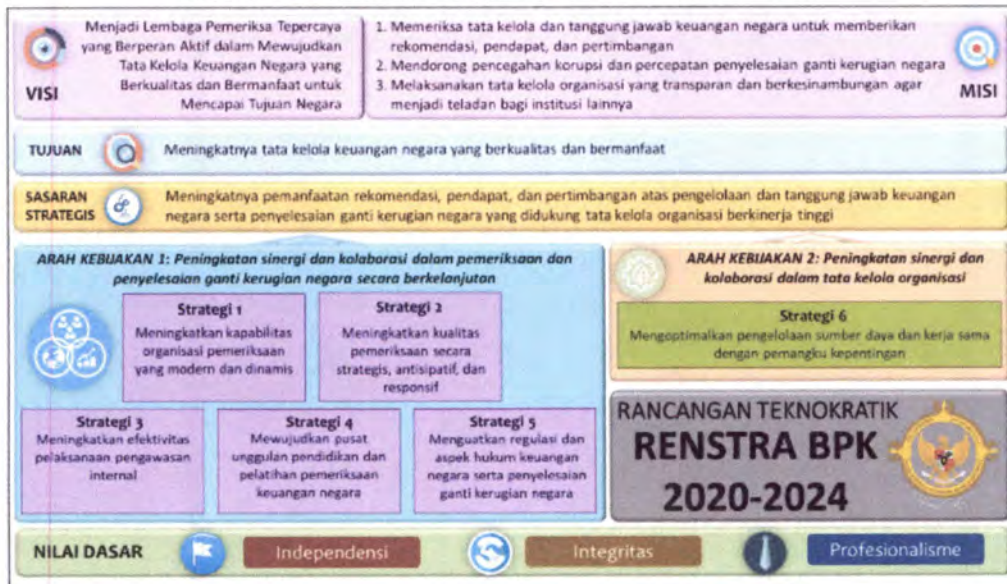 Menjadi Lembaga Pemeriksa Tepercaya
yang Berperan Aktif dalam Mewujudkan
Tata Kelola Keuangan Negara yang
Berkualitas dan Bermanfaat untuk
Mencapai Tujuan Negara
VISI
1. Memeriksa tata kelola dan tanggung jawab keuangan negara untuk memberikan
rekomendasi, pendapat, dan pertimbangan
2. Mendorong pencegahan korupsi dan percepatan penyelesaian ganti kerugian negara
3. Melaksanakan tata kelola organisasi yang transparan dan berkesinambungan agar
menjadi teladan bagi institusi lainnya
MISI
TUJUAN
Meningkatnya tata kelola keuangan negara yang berkualitas dan bermanfaat
SASARAN
STRATEGIS
Meningkatnya pemanfaatan rekomendasi, pendapat, dan pertimbangan atas pengelolaan dan tanggung jawab keuangan
negara serta penyelesaian ganti kerugian negara yang didukung tata kelola organisasi berkinerja tinggi
ARAH KEBIJAKAN 1: Peningkatan sinergi dan kolaborasi dalam pemeriksaan dan
penyelesaian ganti kerugian negara secara berkelanjutan
Strategi 1
Meningkatkan kapabilitas
organisasi pemeriksaan
yang modern dan dinamis
Strategi 2
Meningkatkan kualitas
pemeriksaan secara
strategis, antisipatif, dan
responsif
Strategi 3
Meningkatkan efektivitas
pelaksanaan pengawasan
internal
Strategi 4
Mewujudkan pusat
unggulan pendidikan dan
pelatihan pemeriksaan
keuangan negara
Strategi 5
Menguatkan regulasi dan
aspek hukum keuangan
negara serta penyelesaian
ganti kerugian negara
ARAH KEBIJAKAN 2: Peningkatan sinergi dan
kolaborasi dalam tata kelola organisasi
Strategi 6
Mengoptimalkan pengelolaan sumber daya dan kerja sama
dengan pemangku kepentingan
RANCANGAN TEKNOKRATIK
RENSTRA BPK
2020-2024
NILAI DASAR
Independensi
Integritas
Profesionalisme